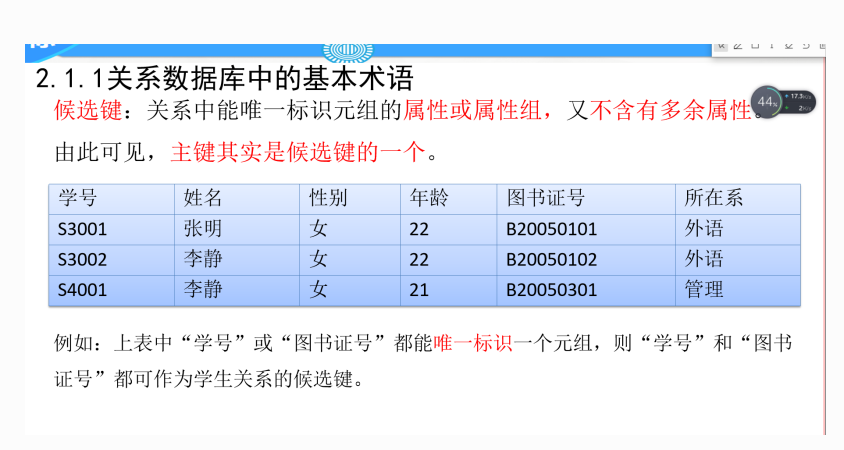 2.1.1关系数据库中的基本术语
候选键：关系中能唯一标识元组的属性或属性组，又不含有多余属性。
由此可见，主键其实是候选键的一个。
学号 姓名 性别 年龄 图书证号 所在系
S3001 张明 女 22 B20050101 外语
S3002 李静 女 22 B20050102 外语
S4001 李静 女 21 B20050301 管理
例如：上表中“学号”或“图书证号”都能唯一标识一个元组，则“学号”和“图书
证号”都可作为学生关系的候选键。
44%